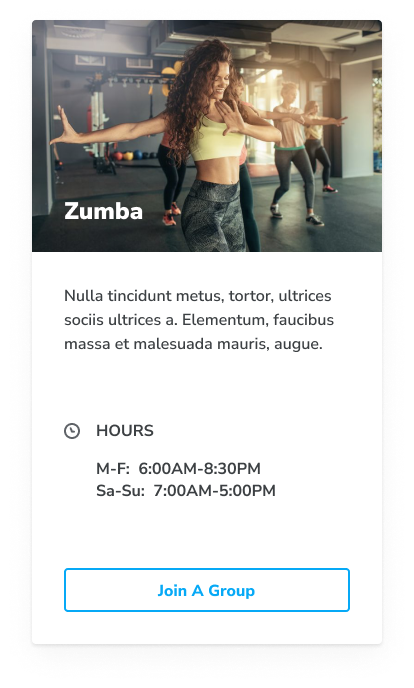 Zumba
Nulla tincidunt metus, tortor, ultrices
sociis ultrices a. Elementum, faucibus
massa et malesuada mauris, augue.
HOURS
M-F:  6:00AM-8:30PM
Sa-Su:  7:00AM-5:00PM
Join A Group